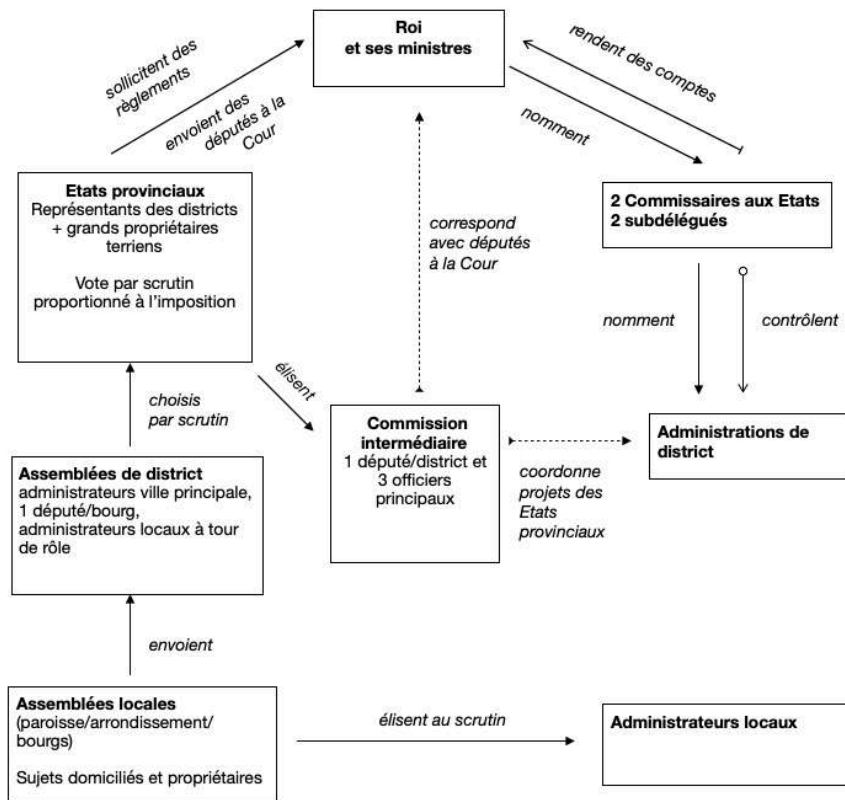 Roi
et ses ministres
sollicitent des
règlements
envoient des
députés à la
Cour
rendent des comptes
nomment
Etats provinciaux
Représentants des districts
+ grands propriétaires
terriens
Vote par scrutin
proportionné à l'imposition
correspond
avec députés
à la Cour
2 Commissaires aux Etats
2 subdélégués
nomment
contrôlent
élisent
choisis
par scrutin
Commission
intermédiaire
1 député/district et
3 officiers
principaux
Administrations de
district
coordonne
projets des
Etats
provinciaux
Assemblées de district
administrateurs ville principale,
1 député/bourg,
administrateurs locaux à tour
de rôle
envoient
Assemblées locales
(paroisse/arrondissement/
bourgs)
Sujets domiciliés et propriétaires
élisent au scrutin
Administrateurs locaux